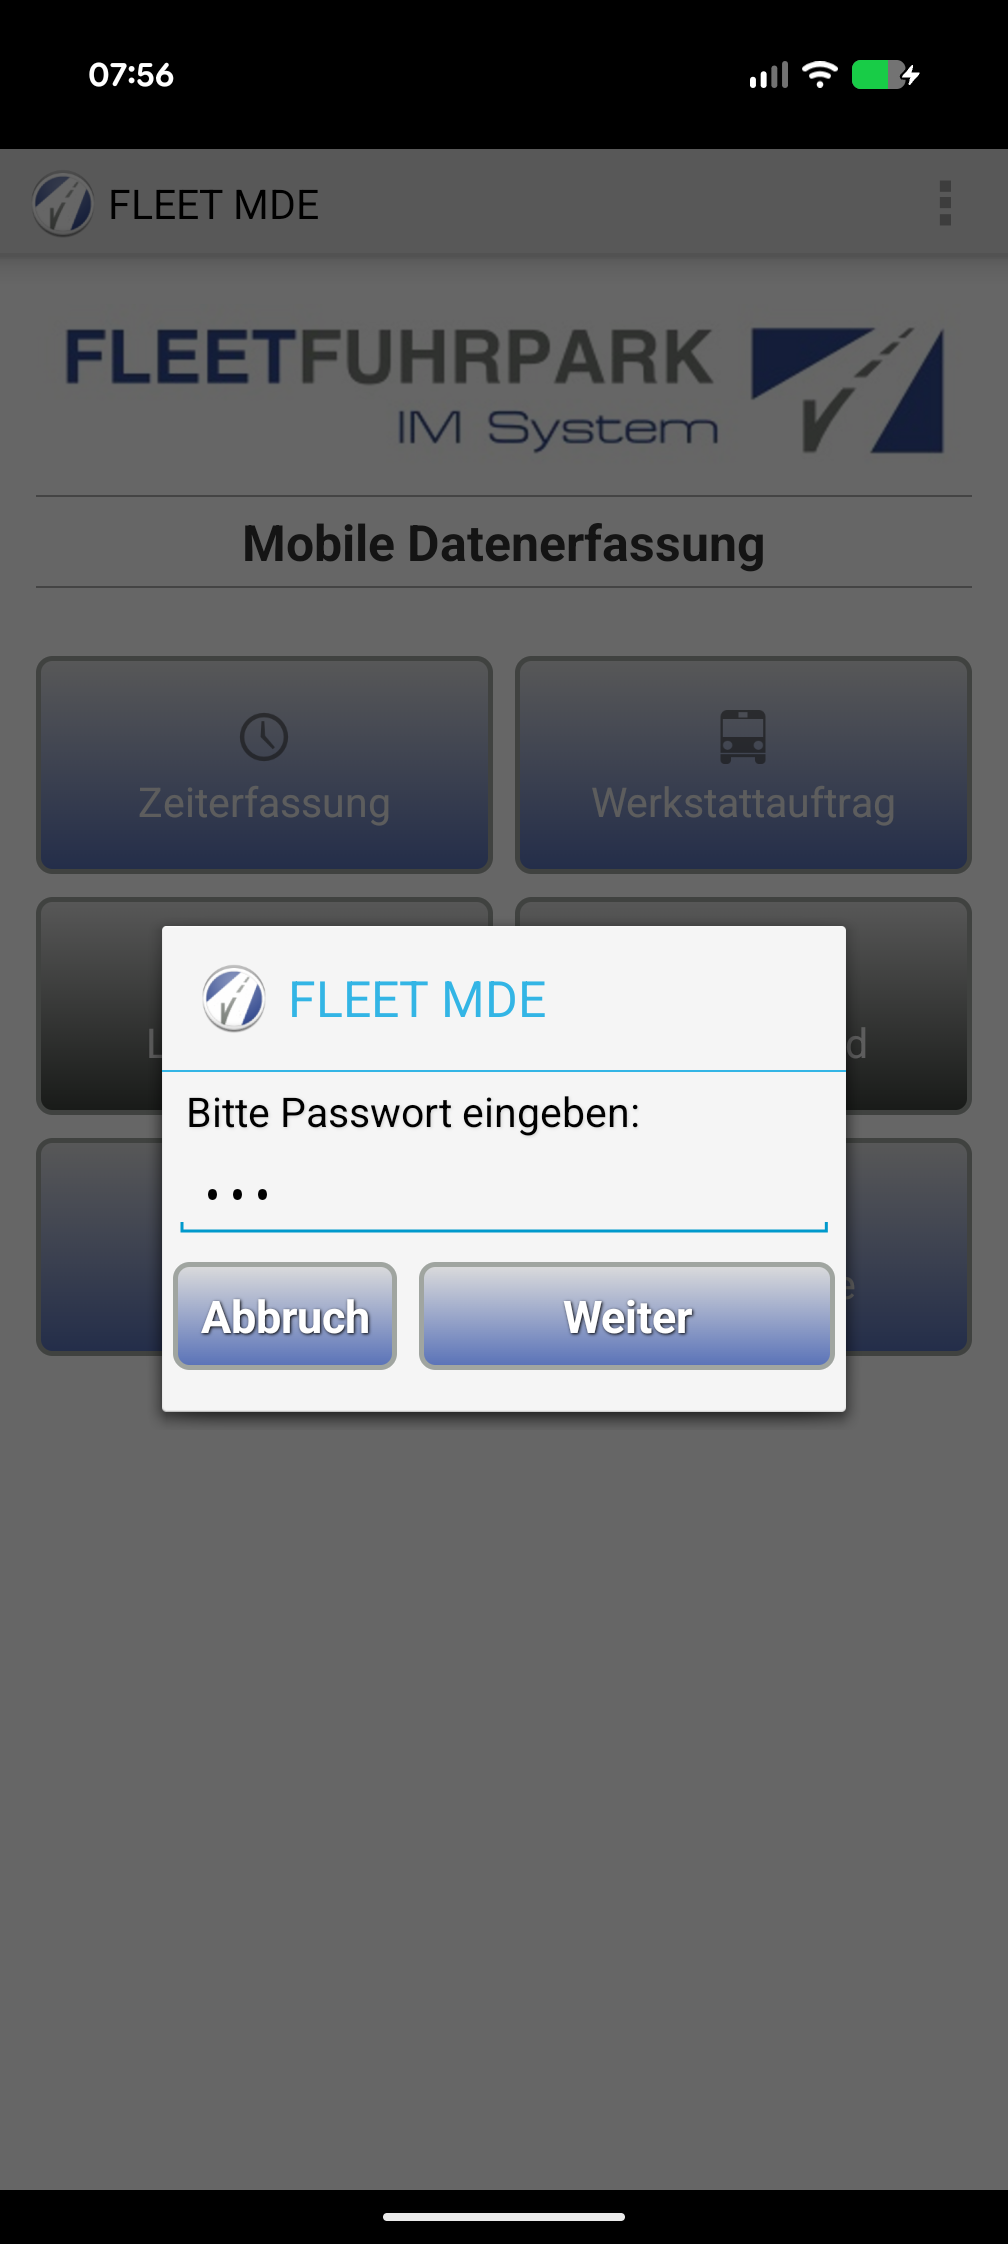 07:56
FLEET MDE
FLEETFUHRPARK
IM System
Mobile Datenerfassung
Zeiterfassung
Werkstattauftrag
FLEET MDE
Bitte Passwort eingeben:
Abbruch
Weiter